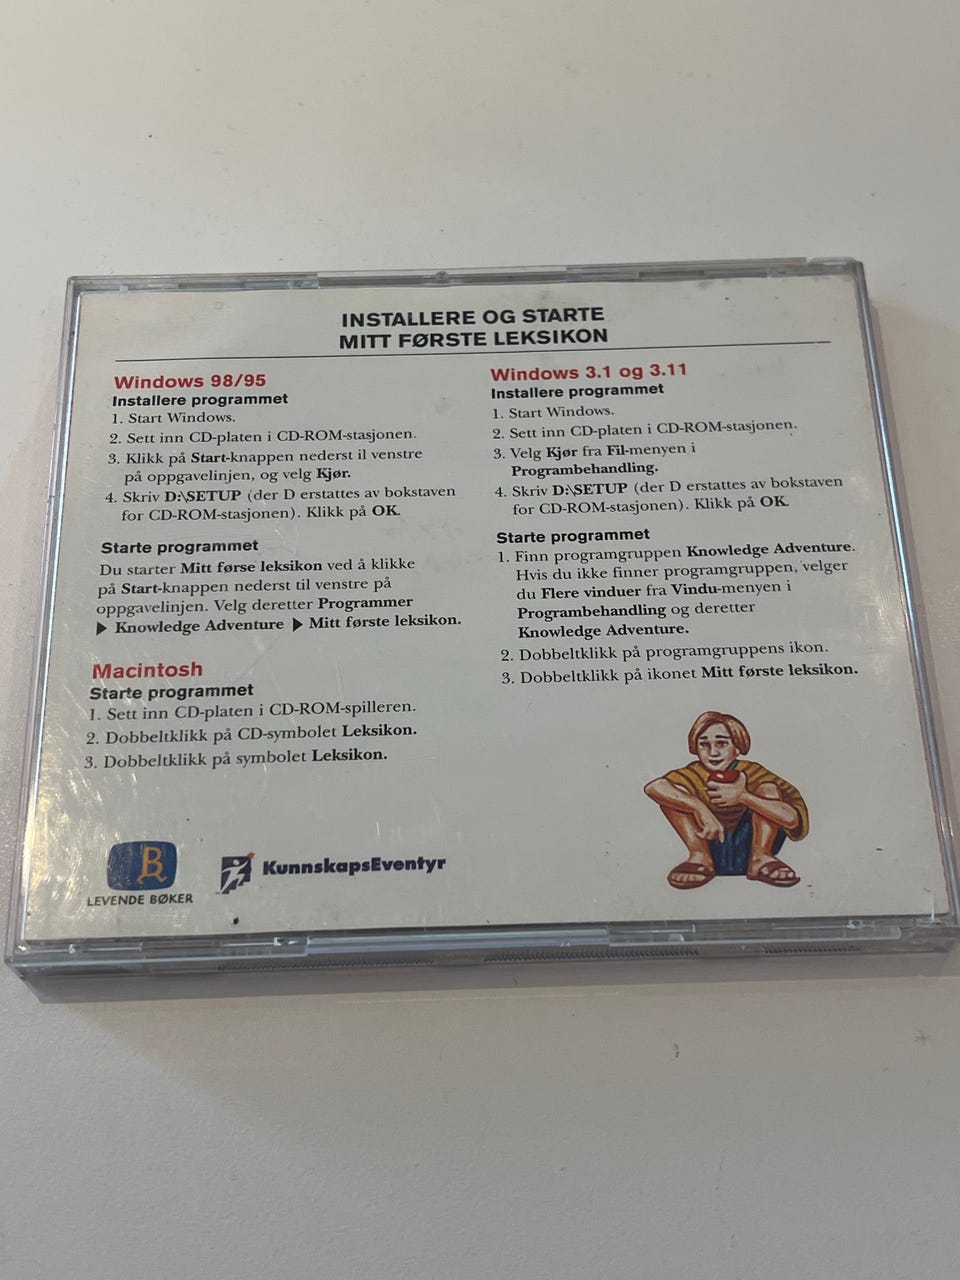 INSTALLERE OG STARTE
MITT FØRSTE LEKSIKON
Windows 98/95
Installere programmet
1. Start Windows.
2. Sett inn CD-platen i CD-ROM-stasjonen.
3. Klikk på Start-knappen nederst il venstre
på oppgavelinjen, og velg Kjør.
4. Skriv D:\SETUP (der D erstattes av bokstaven
for CD-ROM-stasjonen). Klikk på OK.
Starte programmet
Du starter Mitt førse leksikon ved å klikke
på Start-knappen nederst til venstre på
oppgavelinjen. Velg deretter Programmer
▶ Knowledge Adventure ▶ Mitt første leksikon.
Macintosh
Starte programmet
1. Sett inn CD-platen i CD-ROM-spilleren.
2. Dobbeltklikk på CD-symbolet Leksikon.
3. Dobbeltklikk på symbolet Leksikon.
Windows 3.1 og 3.11
Installere programmet
1. Start Windows.
2. Sett inn CD-platen i CD-ROM-stasjonen.
3. Velg Kjør fra Fil-menyen i
Programbehandling.
4. Skriv D:\SETUP (der D erstattes av bokstaven
for CD-ROM-stasjonen). Klikk på OK.
Starte programmet
1. Finn programgruppen Knowledge Adventure.
Hvis du ikke finner programgruppen, velger
du Flere vinduer fra Vindu-menyen i
Programbehandling og deretter
Knowledge Adventure.
2. Dobbeltklikk på programgruppens ikon.
3. Dobbeltklikk på ikonet Mitt første leksikon.
B
LEVENDE BØKER
KunnskapsEventyr